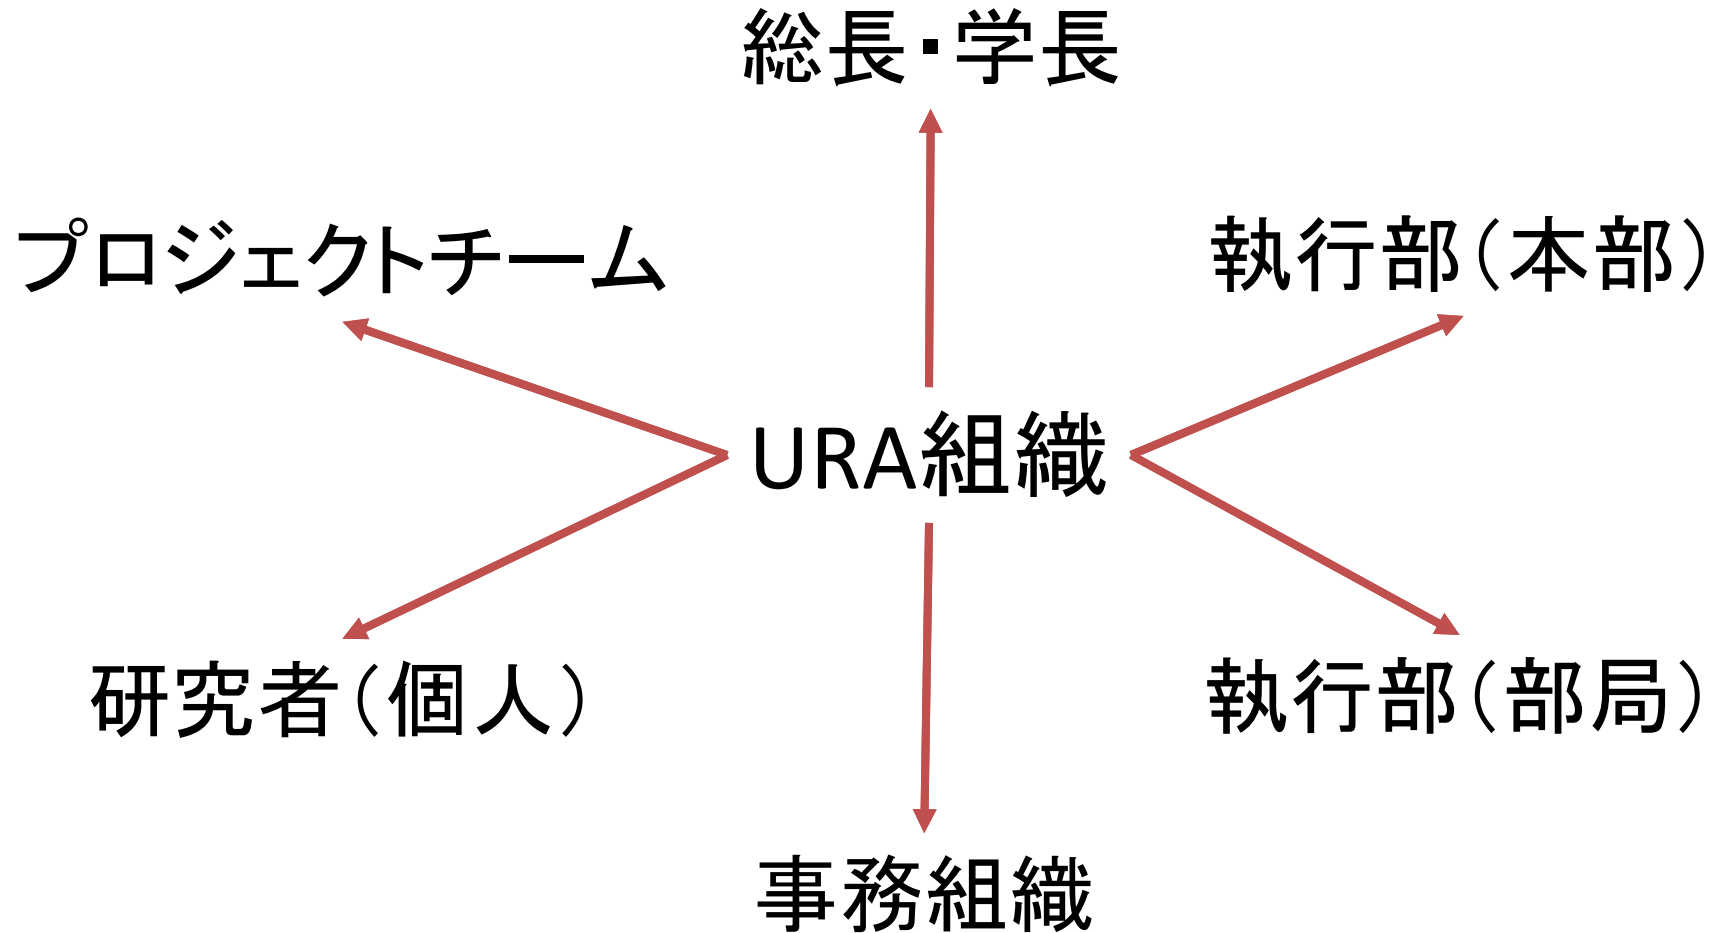 総長・学長
プロジェクトチーム
執行部(本部)
URA組織
研究者(個人)
執行部(部局)
事務組織